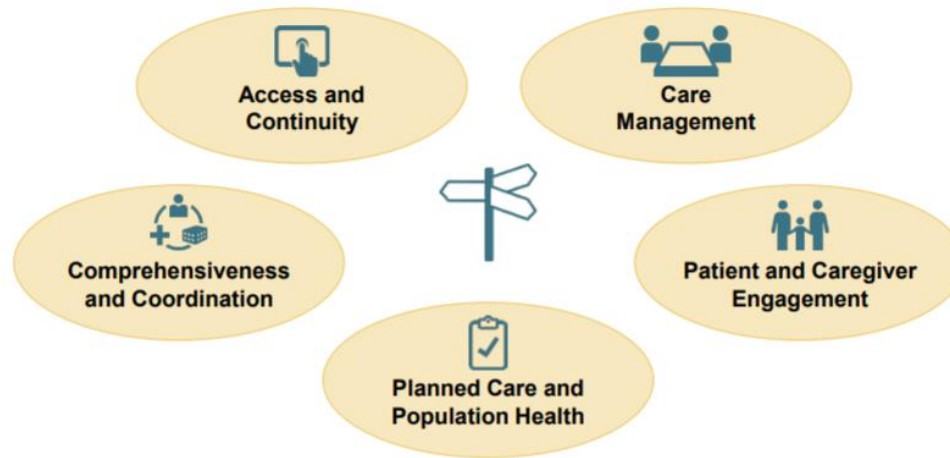 Access and
Continuity
Care
Management
Comprehensiveness
and Coordination
Patient and Caregiver
Engagement
Planned Care and
Population Health